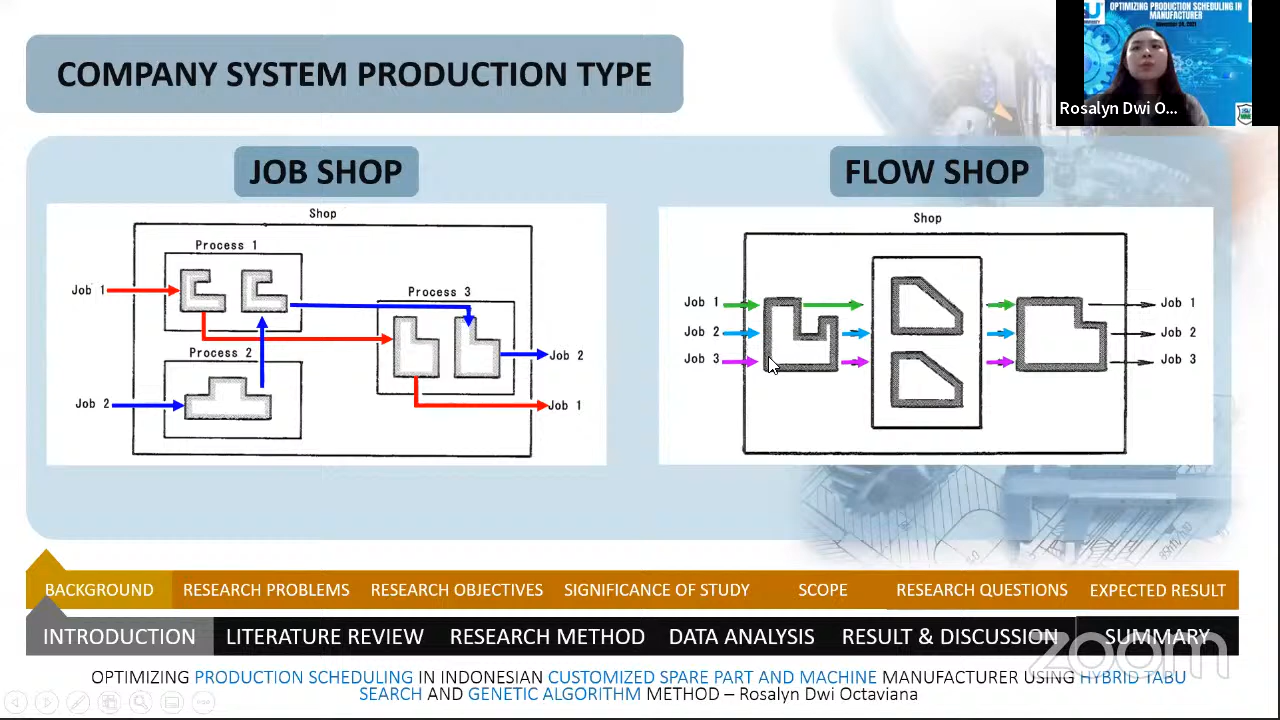 COMPANY SYSTEM PRODUCTION TYPE
OPTIMIZING PRODUCTION SCHEDULING IN
MANUFACTURER
Rosalyn Dwi O...
JOB SHOP
Shop
Process 1
Job 1
Process 3
Process 2
Job 2
Job 2
Job 1
FLOW SHOP
Shop
Job 1
Job 2
Job 3
Job 1
Job 2
Job 3
BACKGROUND
RESEARCH PROBLEMS
RESEARCH OBJECTIVES
SIGNIFICANCE OF STUDY
SCOPE
RESEARCH QUESTIONS
EXPECTED RESULT
INTRODUCTION
LITERATURE REVIEW
RESEARCH METHOD
DATA ANALYSIS
RESULT & DISCUSSION
SUMMARY
zoom
OPTIMIZING PRODUCTION SCHEDULING IN INDONESIAN CUSTOMIZED SPARE PART AND MACHINE MANUFACTURER USING HYBRID TABU
SEARCH AND GENETIC ALGORITHM METHOD – Rosalyn Dwi Octaviana